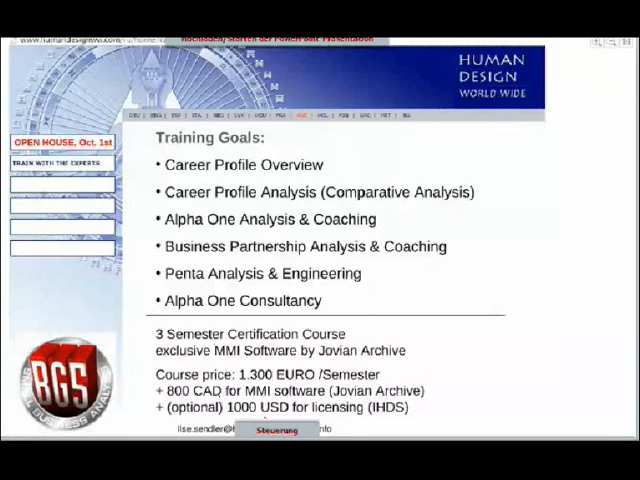 Hochladen/Starten der PowerPoint-Präsentation
HUMAN
DESIGN
WORLD WIDE
OPEN HOUSE, Oct. 1st
TRAIN WITH THE EXPERTS
Training Goals:
• Career Profile Overview
• Career Profile Analysis (Comparative Analysis)
• Alpha One Analysis & Coaching
• Business Partnership Analysis & Coaching
• Penta Analysis & Engineering
• Alpha One Consultancy
3 Semester Certification Course
exclusive MMI Software by Jovian Archive
Course price: 1.300 EURO /Semester
+ 800 CAD for MMI software (Jovian Archive)
+ (optional) 1000 USD for licensing (IHDS)
BGS
Steuerung